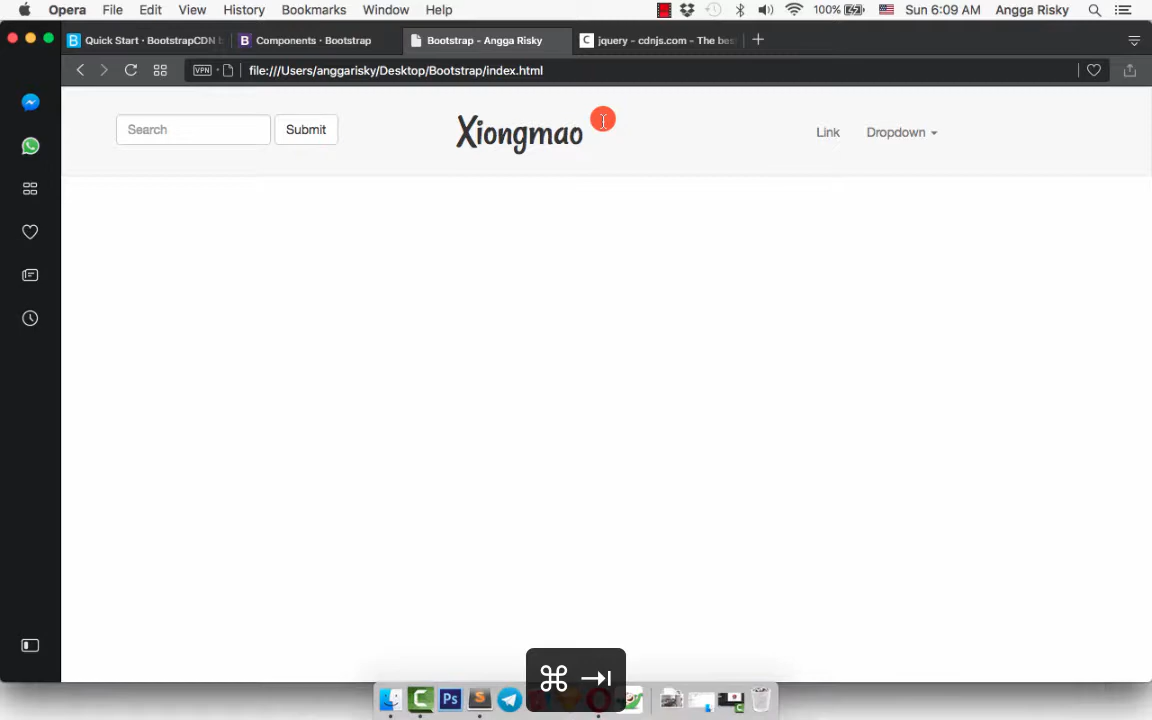 Opera File Edit View History Bookmarks Window Help 100% Sun 6:09 AM Angga Risky
Quick Start · BootstrapCDN b Components · Bootstrap Bootstrap - Angga Risky C jquery - cdnjs.com - The best
VPN file:///Users/anggarisky/Desktop/Bootstrap/index.html
Search Submit Xiongmao Link Dropdown
⌘ ⇥